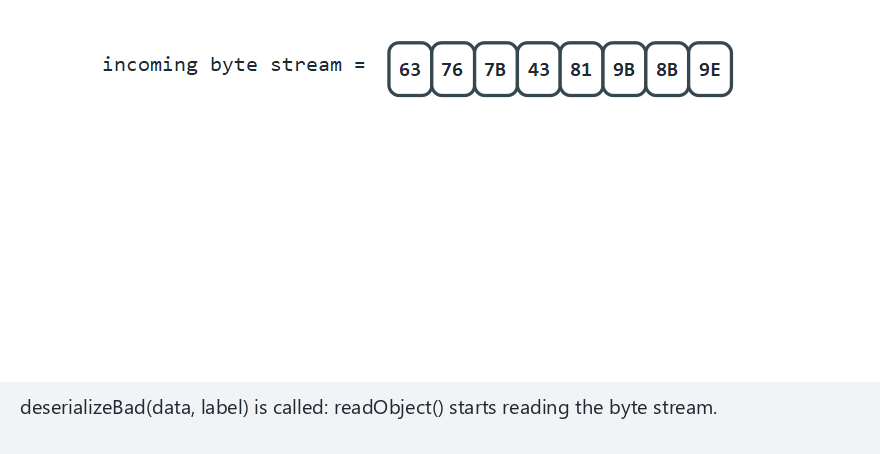 incoming byte stream = 63 76 7B 43 81 9B 8B 9E
deserializeBad(data, label) is called: readObject() starts reading the byte stream.